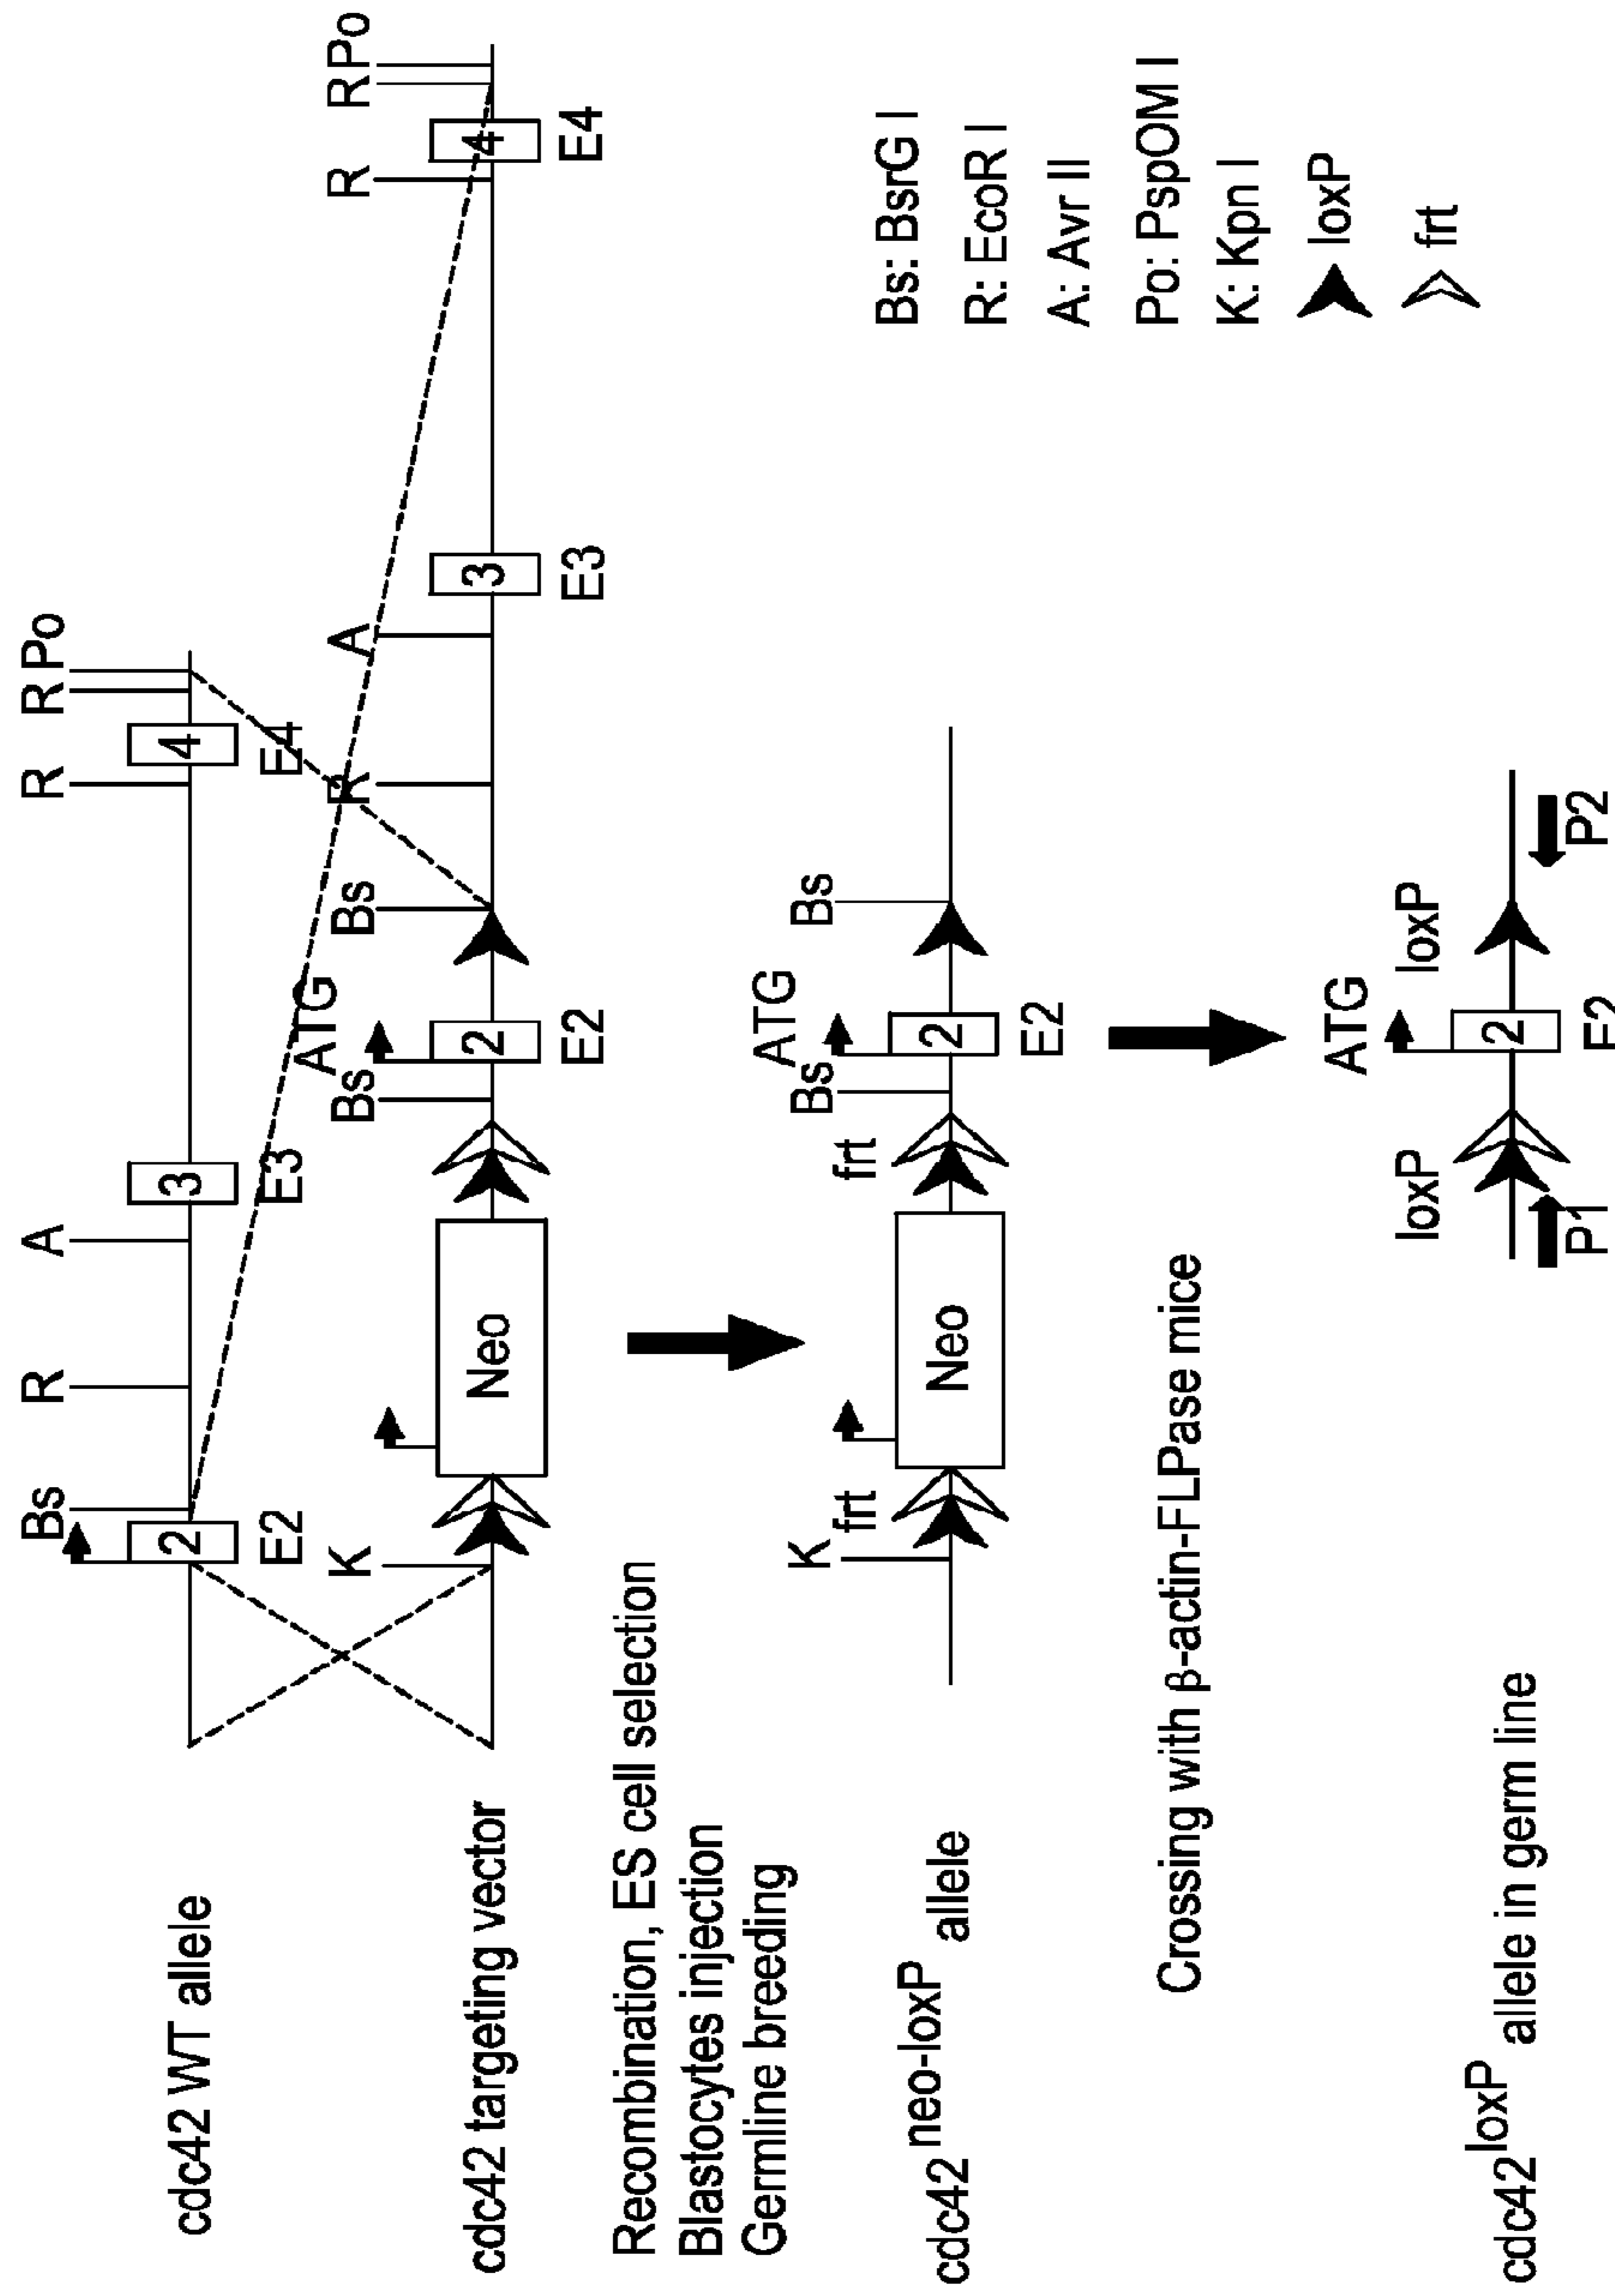 Bs R A R R Po
cdc42 WT allele
2 3 4
E2 E3 E4
K Bs ATG Bs R A R R Po
cdc42 targeting vector
Neo 2 3 4
E2 E3 E4
Recombination, ES cell selection
Blastocytes injection
Germline breeding
K frt frt Bs ATG Bs
cdc42neo-loxP allele
Neo 2
E2
Crossing with β-actin-FLPase mice
Bs: BsrG I
R: EcoR I
A: Avr II
Po: PspOM I
K: Kpn I
loxP
frt
ATG
loxP loxP
cdc42loxP allele in germ line
2
P1 E2 P2